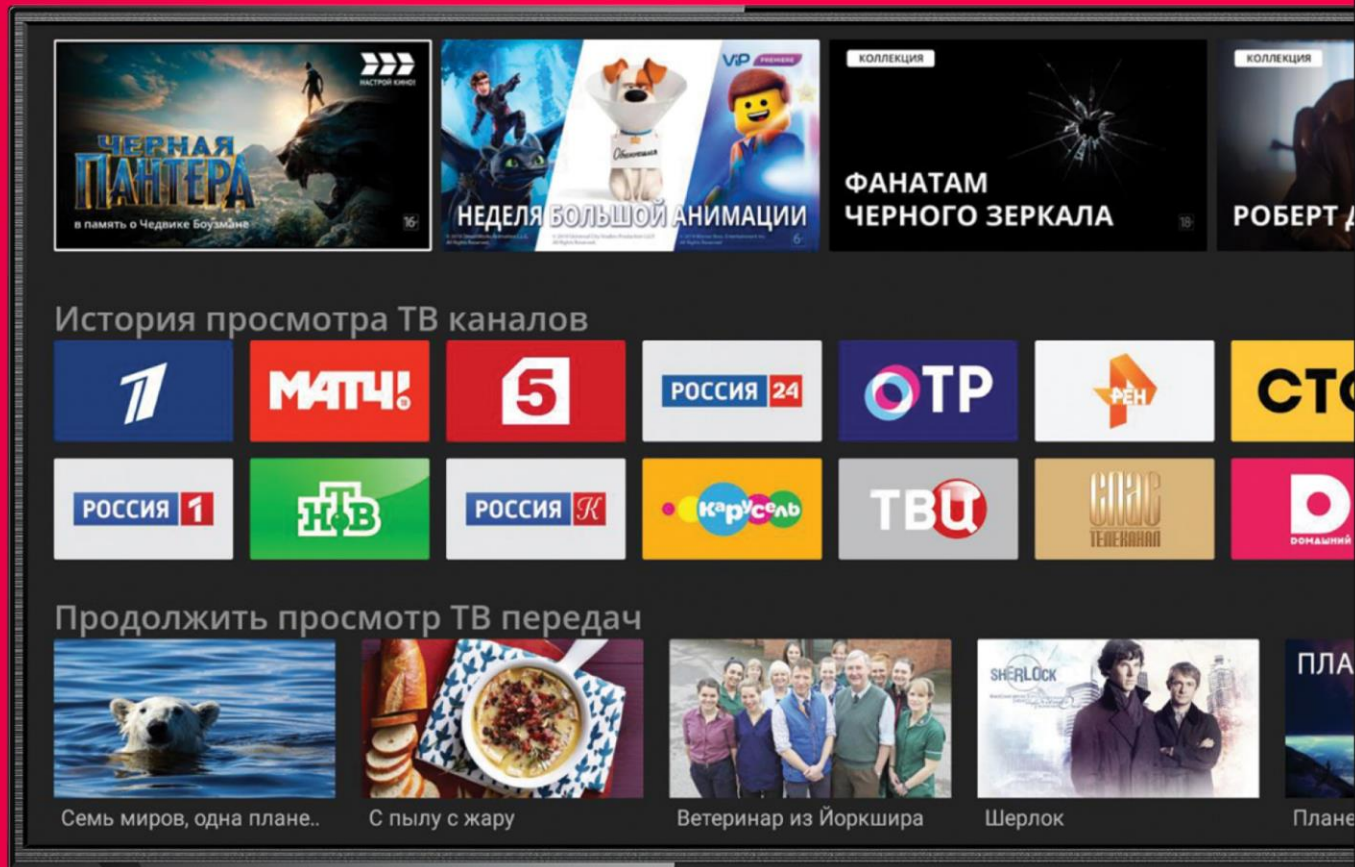 НАСТРОЙ КИНО!
ЧЕРНАЯ
ПАНТЕРА
в память о Чедвике Боузмане
16+
ViP PREMIERE
Обнимашка
НЕДЕЛЯ БОЛЬШОЙ АНИМАЦИИ
6+
КОЛЛЕКЦИЯ
ФАНАТАМ
ЧЕРНОГО ЗЕРКАЛА
18+
КОЛЛЕКЦИЯ
РОБЕРТ Д
История просмотра ТВ каналов
1
МАТЧ!
5
РОССИЯ 24
ОТР
РЕН
СТС
РОССИЯ 1
НТВ
РОССИЯ К
Карусель
ТВЦ
СПАС
ТЕЛЕКАНАЛ
D
DОМАШНИЙ
Продолжить просмотр ТВ передач
SHERLOCK
ПЛА
Семь миров, одна плане..
С пылу с жару
Ветеринар из Йоркшира
Шерлок
Плане